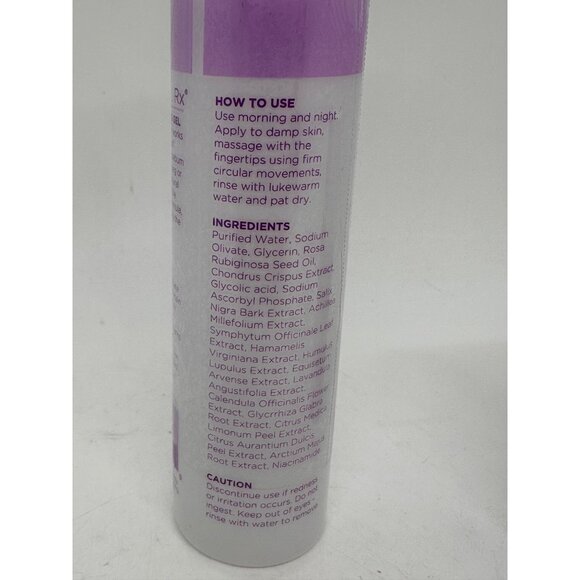 Rx®
GEL
HOW TO USE
Use morning and night.
Apply to damp skin,
massage with the
fingertips using firm
circular movements,
rinse with lukewarm
water and pat dry.
INGREDIENTS
Purified Water, Sodium
Olivate, Glycerin, Rosa
Rubiginosa Seed Oil,
Chondrus Crispus Extract,
Glycolic acid, Sodium
Ascorbyl Phosphate, Salix
Nigra Bark Extract, Achillea
Millefolium Extract,
Symphytum Officinale Leaf
Extract, Hamamelis
Virginiana Extract, Humulus
Lupulus Extract, Equisetum
Arvense Extract, Lavandula
Angustifolia Extract,
Calendula Officinalis Flower
Extract, Glycrrhiza Glabra
Root Extract, Citrus Medica
Limonum Peel Extract,
Citrus Aurantium Dulcis
Peel Extract, Arctium Majus
Root Extract, Niacinamide
CAUTION
Discontinue use if redness
or irritation occurs. Do not
ingest. Keep out of eyes -
rinse with water to remove.